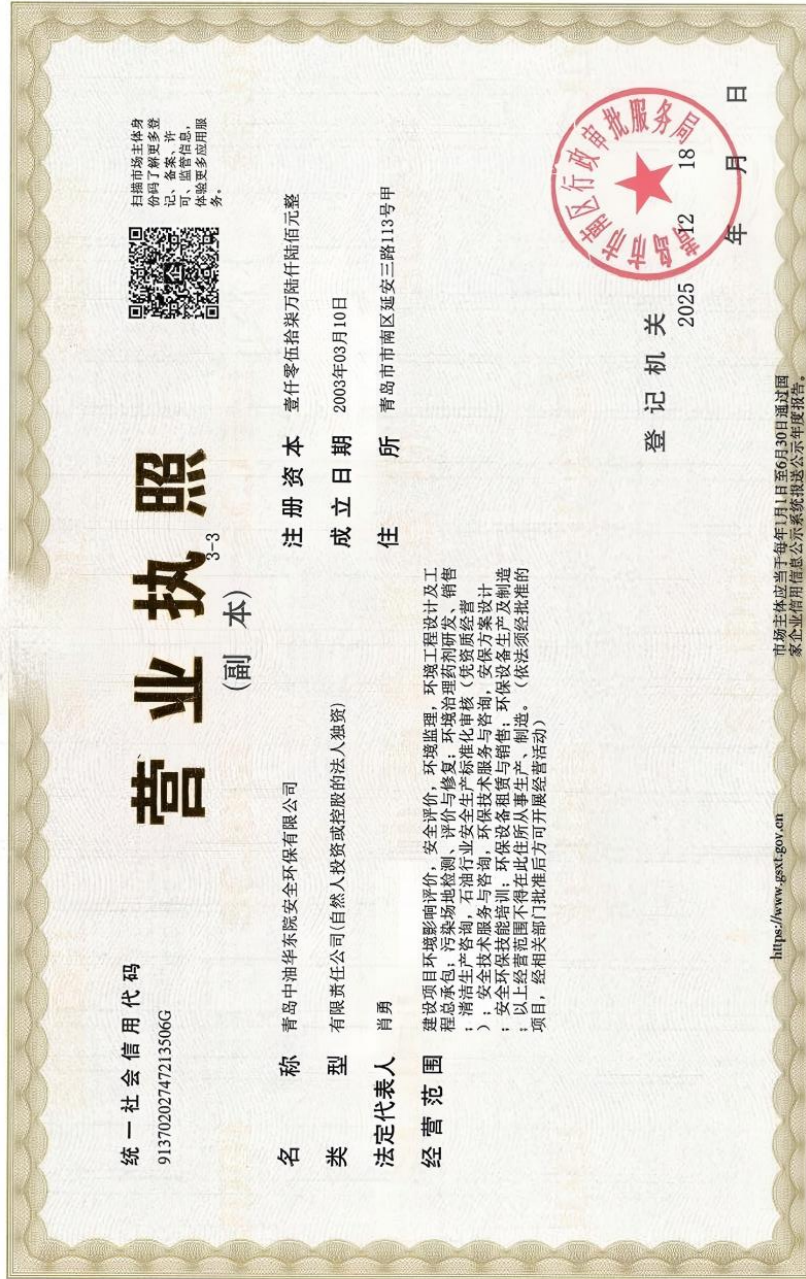 统一社会信用代码
91370202747213506G
营业执照
(副 本)
3-3
扫描市场主体身
份码了解更多登
记、备案、许
可、监管信息,
体验更多应用服
务。
名 称 青岛中油华东院安全环保有限公司
类 型 有限责任公司(自然人投资或控股的法人独资)
法定代表人 肖勇
经营范围 建设项目环境影响评价,安全评价,环境监理,环境工程设计及工
程总承包;污染场地检测、评价与修复;环境治理药剂研发、销售
;清洁生产咨询,石油行业安全生产标准化审核(凭资质经营
);安全技术服务与咨询,环保技术服务与咨询,安保方案设计
;安全环保技能培训;环保设备租赁与销售;环保设备生产及制造
;以上经营范围不得在此住所从事生产、制造。(依法须经批准的
项目,经相关部门批准后方可开展经营活动)
注册资本 壹仟零伍拾柒万陆仟陆佰元整
成立日期 2003年03月10日
住 所 青岛市市南区延安三路113号甲
登记机关
青岛市市南区行政审批服务局
2025 年 12 月 18 日
https://www.gsxt.gov.cn
市场主体应当于每年1月1日至6月30日通过国
家企业信用信息公示系统报送公示年度报告。